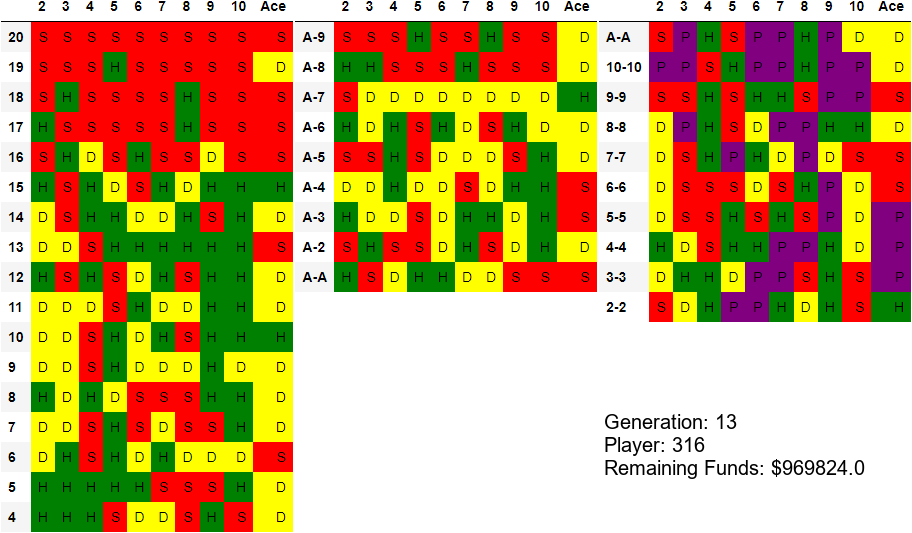 2 3 4 5 6 7 8 9 10 Ace
20 S S S S S S S S S S
19 S S S H S S S S S D
18 S H S S S S H S S S
17 H S S S S S H S S S
16 S H D S H S S D S S
15 H S H D S H D H H H
14 D S H H D D H S H D
13 D D S H H H H H H S
12 H S H S D H S H H D
11 D D D S H D D H H D
10 D D S H D H S H H H
9 D D S H D D D H D D
8 H D H D S S S H H D
7 D D S H S D S S H D
6 D H S H D H D D D S
5 H H H H H S S S H D
4 H H H S D D S H S D
2 3 4 5 6 7 8 9 10 Ace
A-9 S S S H S S H S S D
A-8 H H S S S H S S S D
A-7 S D D D D D D D D H
A-6 H D H S H D S H D D
A-5 S S H S D D D S H D
A-4 D D H D D S D H H S
A-3 H D D S D H H D H S
A-2 S H S S D H S D H D
A-A H S D H H D D S S S
2 3 4 5 6 7 8 9 10 Ace
A-A S P H S P P H P D D
10-10 P P S H P P H P P D
9-9 S S H S H H S P P S
8-8 D P H S D P P H H D
7-7 D S H P H D P D S S
6-6 D S S S D S H P D S
5-5 D S S H S H S P D P
4-4 H D S H H P P H D P
3-3 D H H D P P S H S P
2-2 S D H P P H D H S H
Generation: 13
Player: 316
Remaining Funds: $969824.0